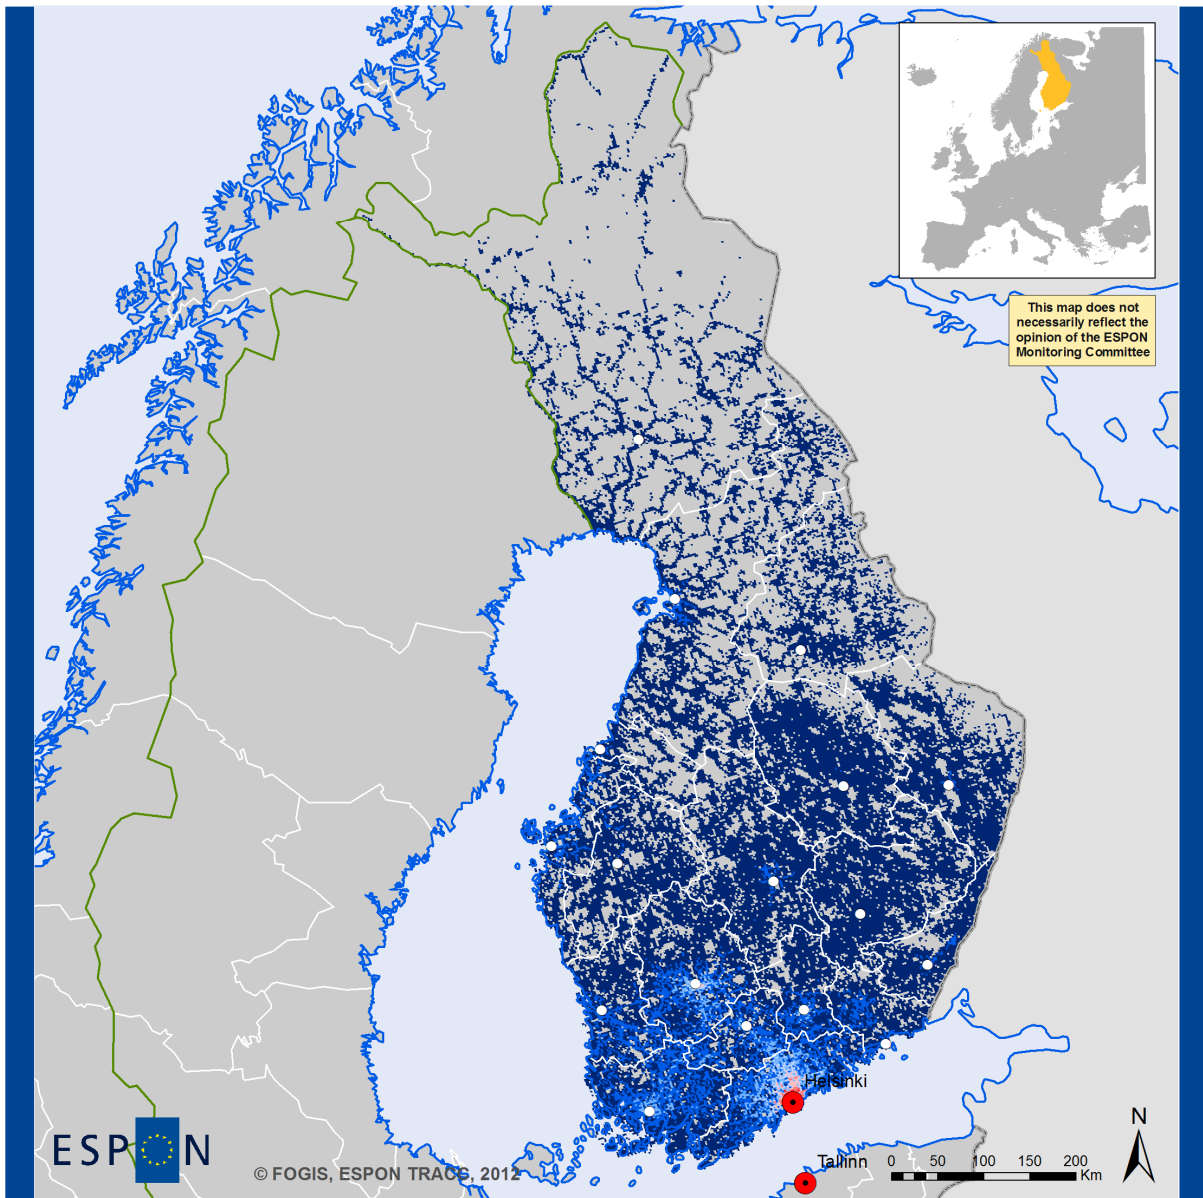 This map does not
necessarily reflect the
opinion of the ESPON
Monitoring Committee
Helsinki
Tallinn
N
0 50 100 150 200
Km
ESPON
© FOGIS, ESPON TRACC, 2012